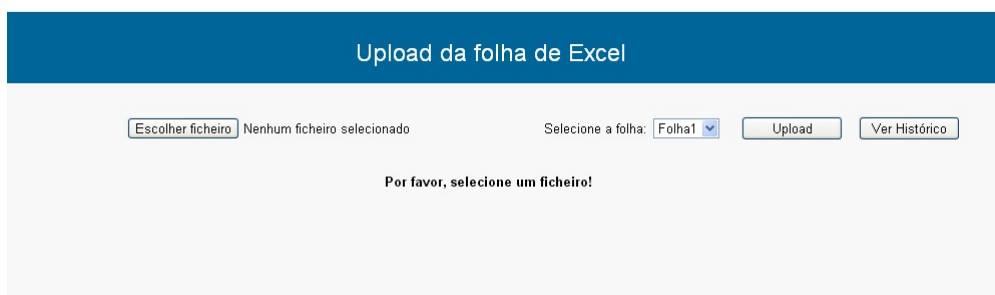 Upload da folha de Excel
Escolher ficheiro Nenhum ficheiro selecionado Selecione a folha: Folha1 Upload Ver Histórico
Por favor, selecione um ficheiro!